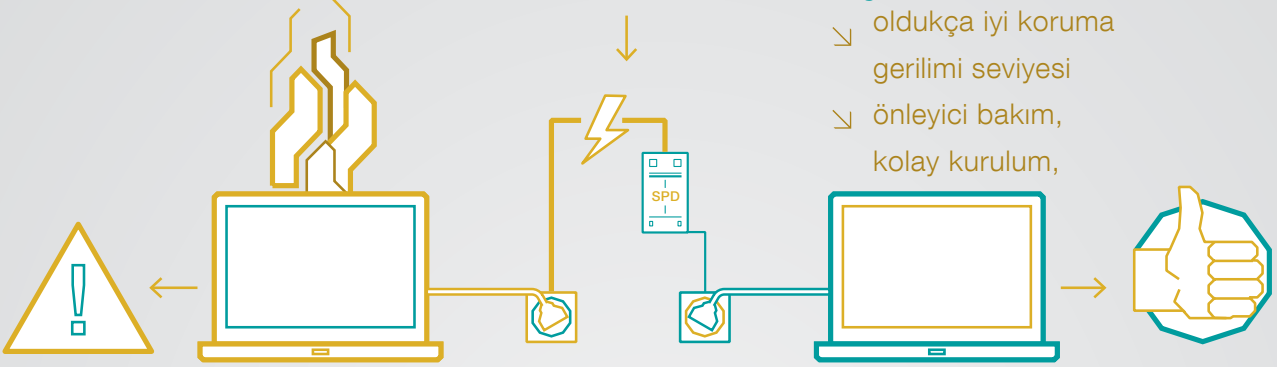 oldukça iyi koruma
gerilimi seviyesi
önleyici bakım,
kolay kurulum,
SPD